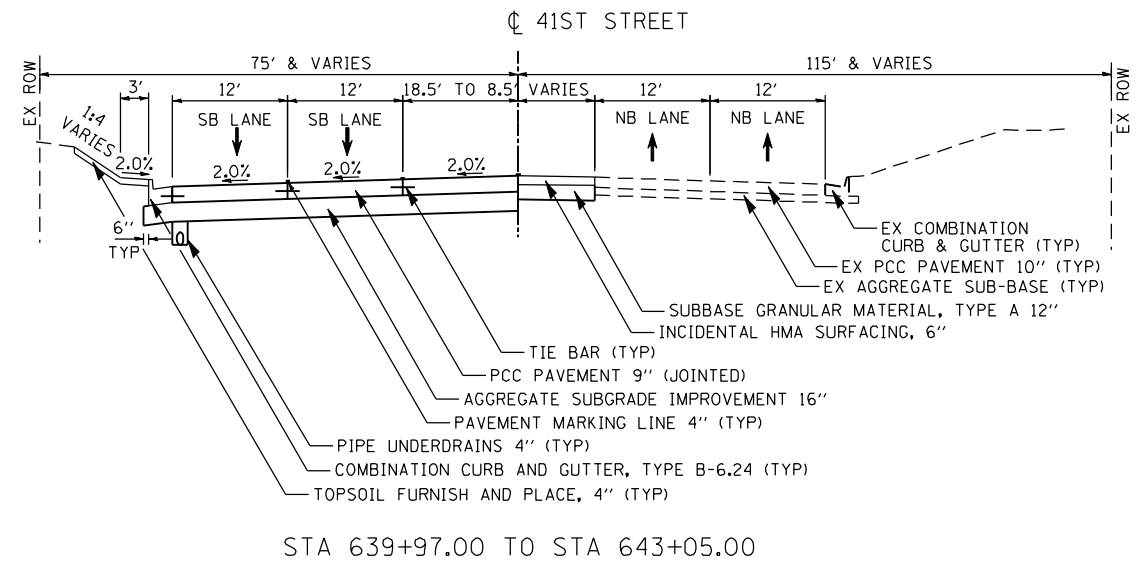 ℄ 41ST STREET
EX ROW
75' & VARIES
115' & VARIES
EX ROW
3'
12'
12'
18.5' TO 8.5'
VARIES
12'
12'
1:4
VARIES
SB LANE
SB LANE
NB LANE
NB LANE
2.0%
2.0%
2.0%
2.0%
6"
TYP
EX COMBINATION
CURB & GUTTER (TYP)
EX PCC PAVEMENT 10" (TYP)
EX AGGREGATE SUB-BASE (TYP)
SUBBASE GRANULAR MATERIAL, TYPE A 12"
INCIDENTAL HMA SURFACING, 6"
TIE BAR (TYP)
PCC PAVEMENT 9" (JOINTED)
AGGREGATE SUBGRADE IMPROVEMENT 16"
PAVEMENT MARKING LINE 4" (TYP)
PIPE UNDERDRAINS 4" (TYP)
COMBINATION CURB AND GUTTER, TYPE B-6.24 (TYP)
TOPSOIL FURNISH AND PLACE, 4" (TYP)
STA 639+97.00 TO STA 643+05.00